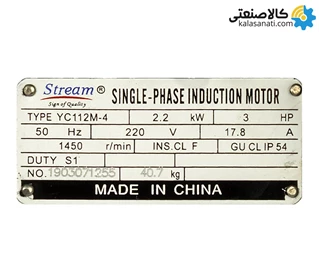 کالاصنعتی
kalasanati.com
Stream® SINGLE-PHASE INDUCTION MOTOR
Sign of Quality
TYPE YC112M-4 2.2 kW 3 HP
50 Hz 220 V 17.8 A
1450 r/min INS.CL F GU CL IP 54
DUTY S1
NO. 1903071255 40.7 kg
MADE IN CHINA